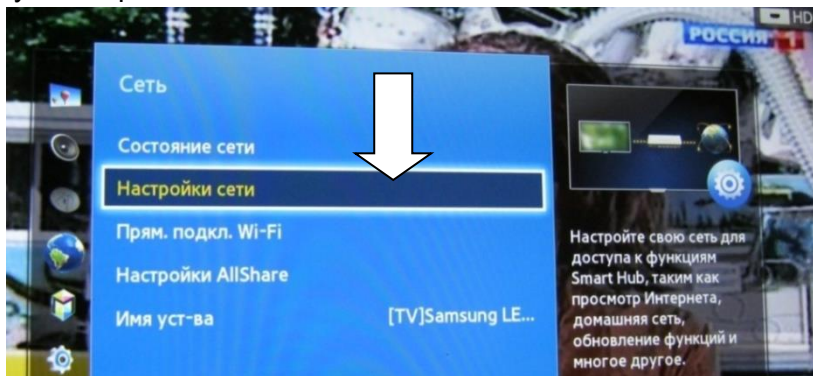 HD
РОССИЯ 1
Сеть
Состояние сети
Настройки сети
Прям. подкл. Wi-Fi
Настройки AllShare
Имя уст-ва [TV]Samsung LE...
Настройте свою сеть для
доступа к функциям
Smart Hub, таким как
просмотр Интернета,
домашняя сеть,
обновление функций и
многое другое.